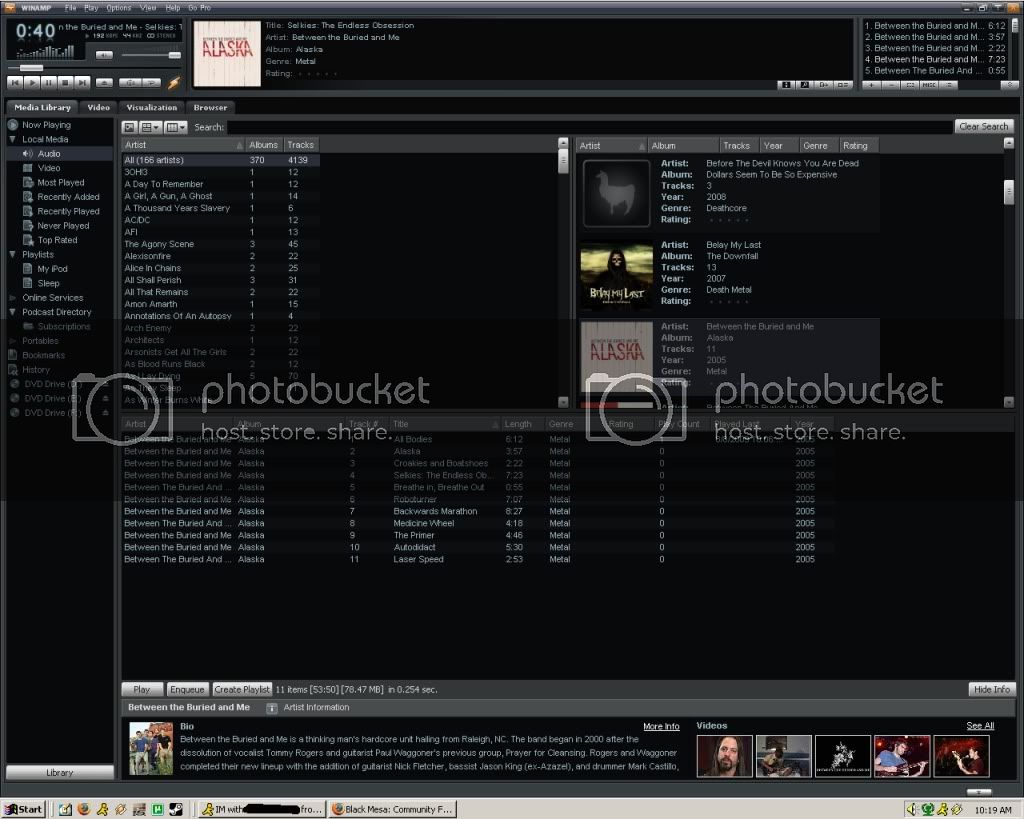 WINAMP File Play Options View Help Go Pro
0:40 n the Buried and Me - Selkies: T
192 KBPS 44 KHZ STEREO
ALASKA
Title: Selkies: The Endless Obsession
Artist: Between the Buried and Me
Album: Alaska
Genre: Metal
Rating:
1. Between the Buried and M... 6:12
2. Between the Buried and M... 3:57
3. Between the Buried and M... 2:22
4. Between the Buried and M... 7:23
5. Between The Buried And ... 0:55
MISC
Media Library Video Visualization Browser
Now Playing
Local Media
Audio
Video
Most Played
Recently Added
Recently Played
Never Played
Top Rated
Playlists
My iPod
Sleep
Online Services
Podcast Directory
Subscriptions
Portables
Bookmarks
History
DVD Drive
DVD Drive
DVD Drive
Library
Search: Clear Search
Artist Albums Tracks
All (166 artists) 370 4139
3OH!3 1 12
A Day To Remember 1 12
A Girl, A Gun, A Ghost 1 14
A Thousand Years Slavery 1 6
AC/DC 1 12
AFI 1 13
The Agony Scene 3 45
Alexisonfire 2 22
Alice In Chains 2 25
All Shall Perish 3 31
All That Remains 2 22
Amon Amarth 1 15
Annotations Of An Autopsy 1 4
Arch Enemy 2 22
Architects 1 12
Arsonists Get All The Girls 2 22
As Blood Runs Black 2 12
As I Lay Dying 5 70
As They Sleep
As Winter Burns
Artist Album Tracks Year Genre Rating
Artist: Before The Devil Knows You Are Dead
Album: Dollars Seem To Be So Expensive
Tracks: 3
Year: 2008
Genre: Deathcore
Rating:
BELAY MY LAST
Artist: Belay My Last
Album: The Downfall
Tracks: 13
Year: 2007
Genre: Death Metal
Rating:
ALASKA
Artist: Between the Buried and Me
Album: Alaska
Tracks: 11
Year: 2005
Genre: Metal
Rating:
Artist: Between The Buried And Me
photobucket
host. store. share.
photobucket
host. store. share.
Artist Album Track # Title Length Genre Rating Play Count Played Last Year
Between the Buried and Me Alaska 1 All Bodies 6:12 Metal 2005
Between the Buried and Me Alaska 2 Alaska 3:57 Metal 0 2005
Between the Buried and Me Alaska 3 Croakies and Boatshoes 2:22 Metal 0 2005
Between the Buried and Me Alaska 4 Selkies: The Endless Ob... 7:23 Metal 0 2005
Between The Buried And ... Alaska 5 Breathe in, Breathe Out 0:55 Metal 0 2005
Between the Buried and Me Alaska 6 Roboturner 7:07 Metal 0 2005
Between the Buried and Me Alaska 7 Backwards Marathon 8:27 Metal 0 2005
Between The Buried And ... Alaska 8 Medicine Wheel 4:18 Metal 0 2005
Between the Buried and Me Alaska 9 The Primer 4:46 Metal 0 2005
Between the Buried and Me Alaska 10 Autodidact 5:30 Metal 0 2005
Between The Buried And ... Alaska 11 Laser Speed 2:53 Metal 0 2005
Play Enqueue Create Playlist 11 items [53:50] [78.47 MB] in 0.254 sec. Hide Info
Between the Buried and Me Artist Information
Bio More Info
Between the Buried and Me is a thinking man's hardcore unit hailing from Raleigh, NC. The band began in 2000 after the
dissolution of vocalist Tommy Rogers and guitarist Paul Waggoner's previous group, Prayer for Cleansing. Rogers and Waggoner
completed their new lineup with the addition of guitarist Nick Fletcher, bassist Jason King (ex-Azazel), and drummer Mark Castillo,
Videos See All
Start IM with fro... Black Mesa: Community F... 10:19 AM